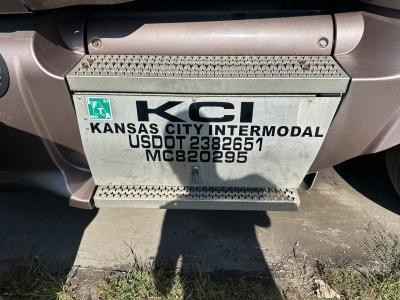 KCI
KANSAS CITY INTERMODAL
USDOT 2382651
MC820295